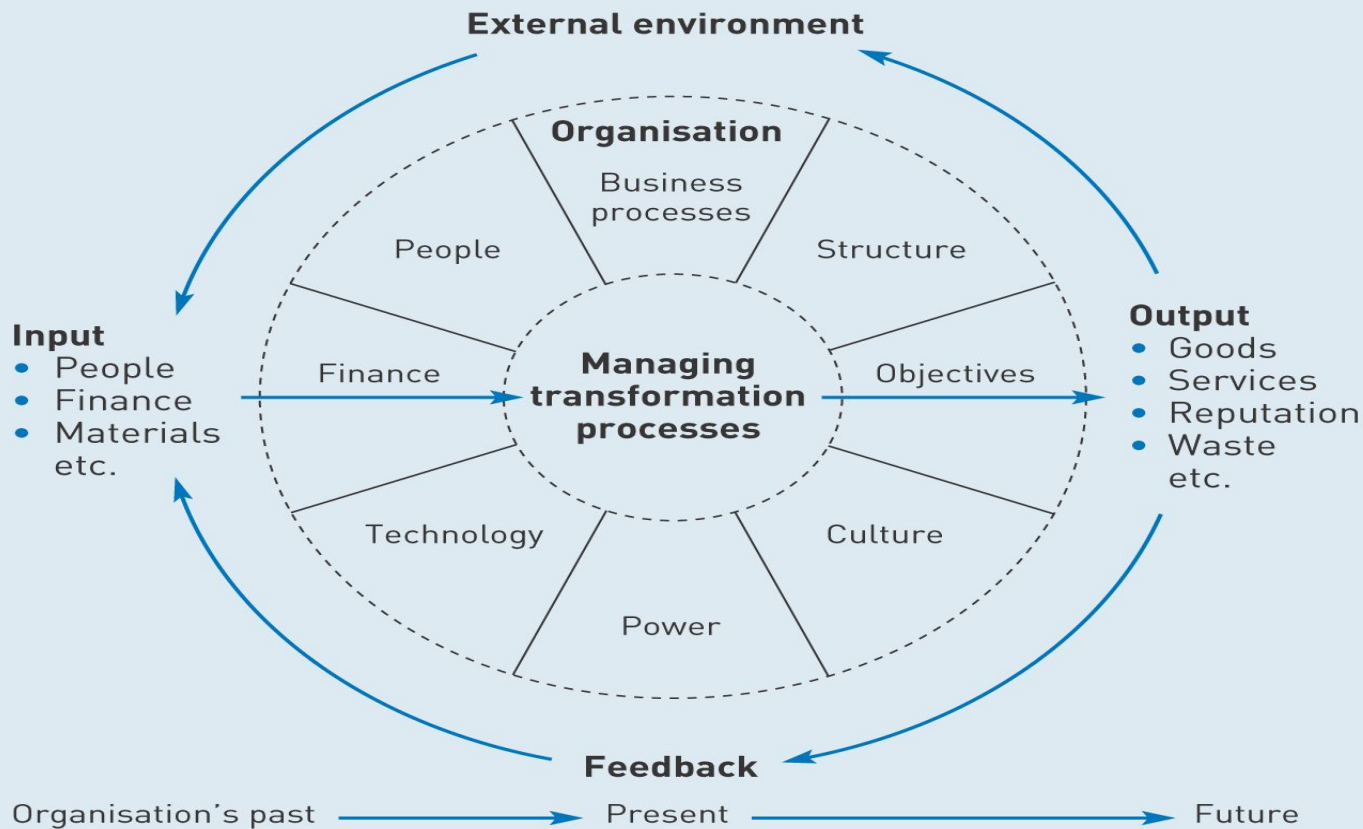 External environment
Organisation
Business
processes
People
Structure
Input
• People
• Finance
• Materials
etc.
Finance
Managing
transformation
processes
Objectives
Output
• Goods
• Services
• Reputation
• Waste
etc.
Technology
Culture
Power
Feedback
Organisation’s past
Present
Future